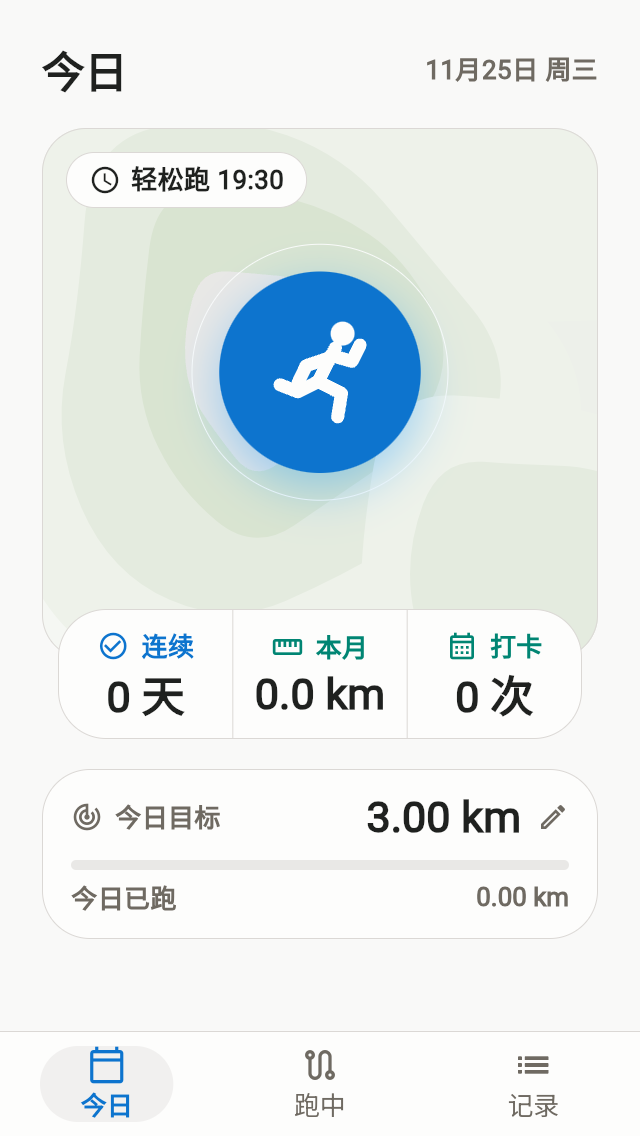 今日
11月25日 周三
轻松跑 19:30
连续
0 天
本月
0.0 km
打卡
0 次
今日目标
3.00 km
今日已跑
0.00 km
今日
跑中
记录